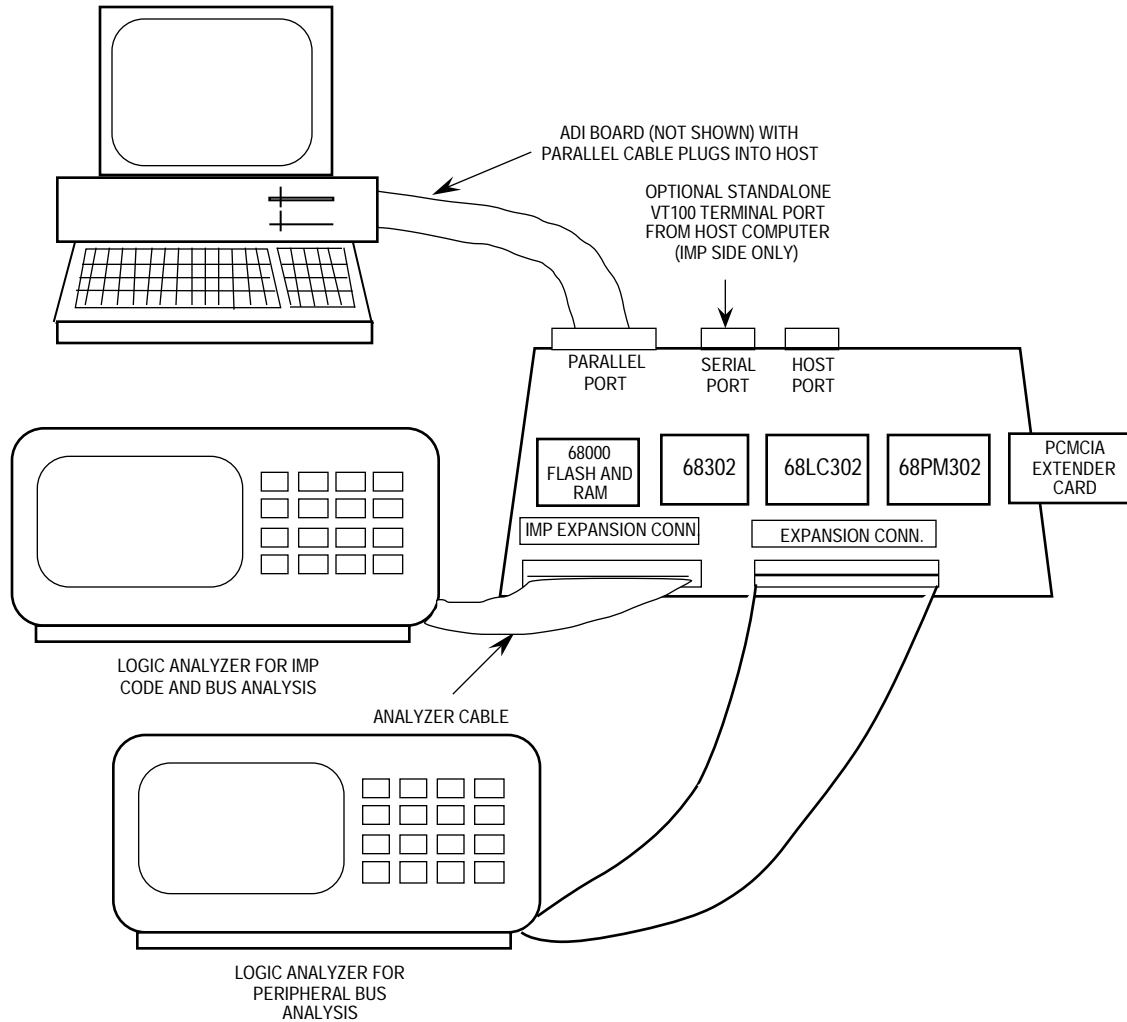 ADI BOARD (NOT SHOWN) WITH
PARALLEL CABLE PLUGS INTO HOST
OPTIONAL STANDALONE
VT100 TERMINAL PORT
FROM HOST COMPUTER
(IMP SIDE ONLY)
PARALLEL
PORT
SERIAL
PORT
HOST
PORT
68000
FLASH AND
RAM
68302
68LC302
68PM302
PCMCIA
EXTENDER
CARD
IMP EXPANSION CONN.
EXPANSION CONN.
LOGIC ANALYZER FOR IMP
CODE AND BUS ANALYSIS
ANALYZER CABLE
LOGIC ANALYZER FOR
PERIPHERAL BUS
ANALYSIS